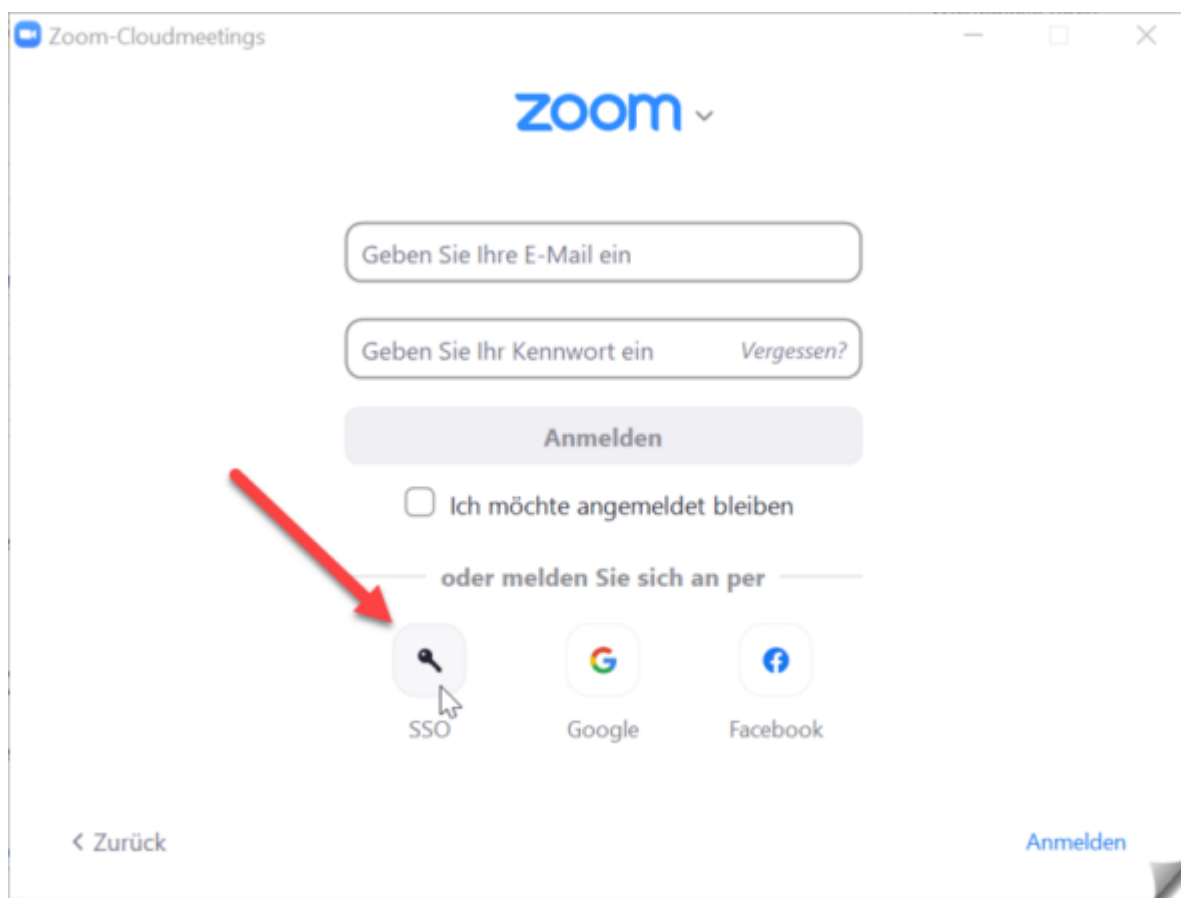 Zoom-Cloudmeetings
zoom
Geben Sie Ihre E-Mail ein
Geben Sie Ihr Kennwort ein Vergessen?
Anmelden
Ich möchte angemeldet bleiben
oder melden Sie sich an per
SSO Google Facebook
Zurück Anmelden